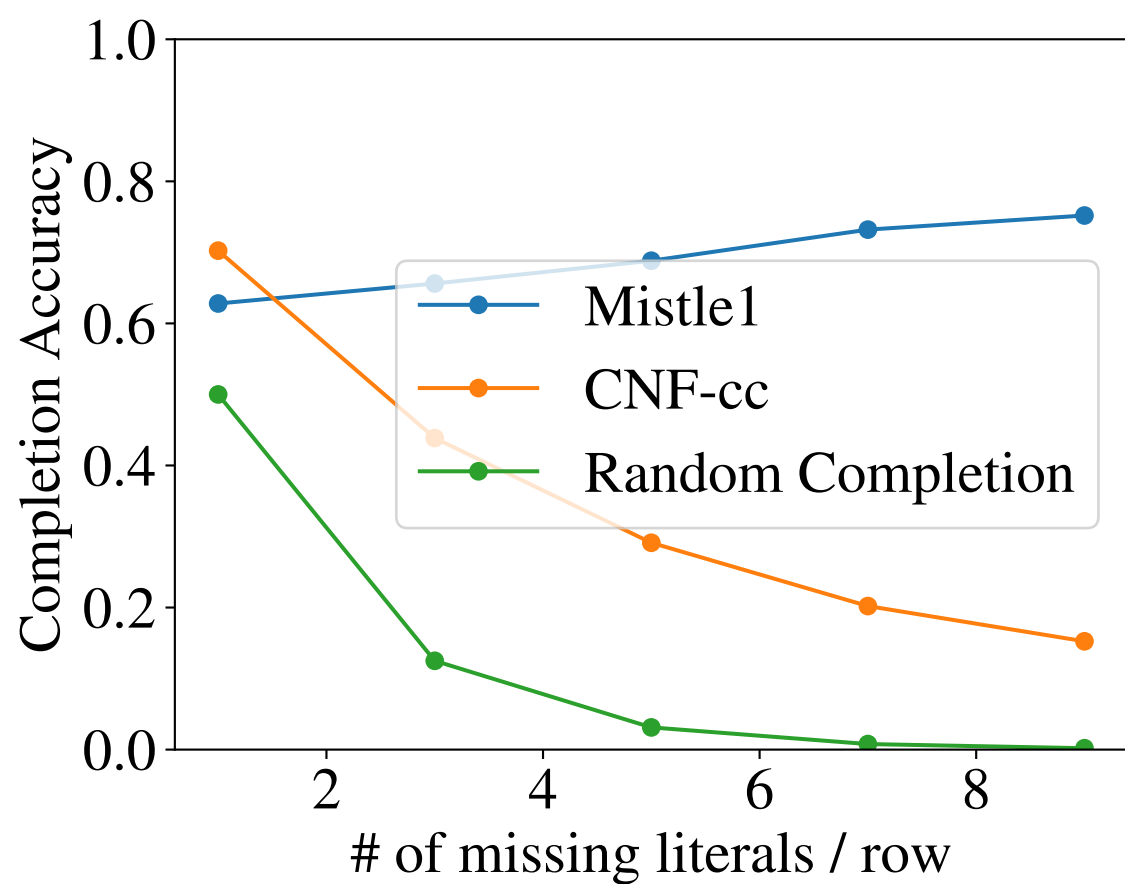 1.0
0.8
0.6
0.4
0.2
0.0
Completion Accuracy
Mistle1
CNF-cc
Random Completion
2 4 6 8
# of missing literals / row